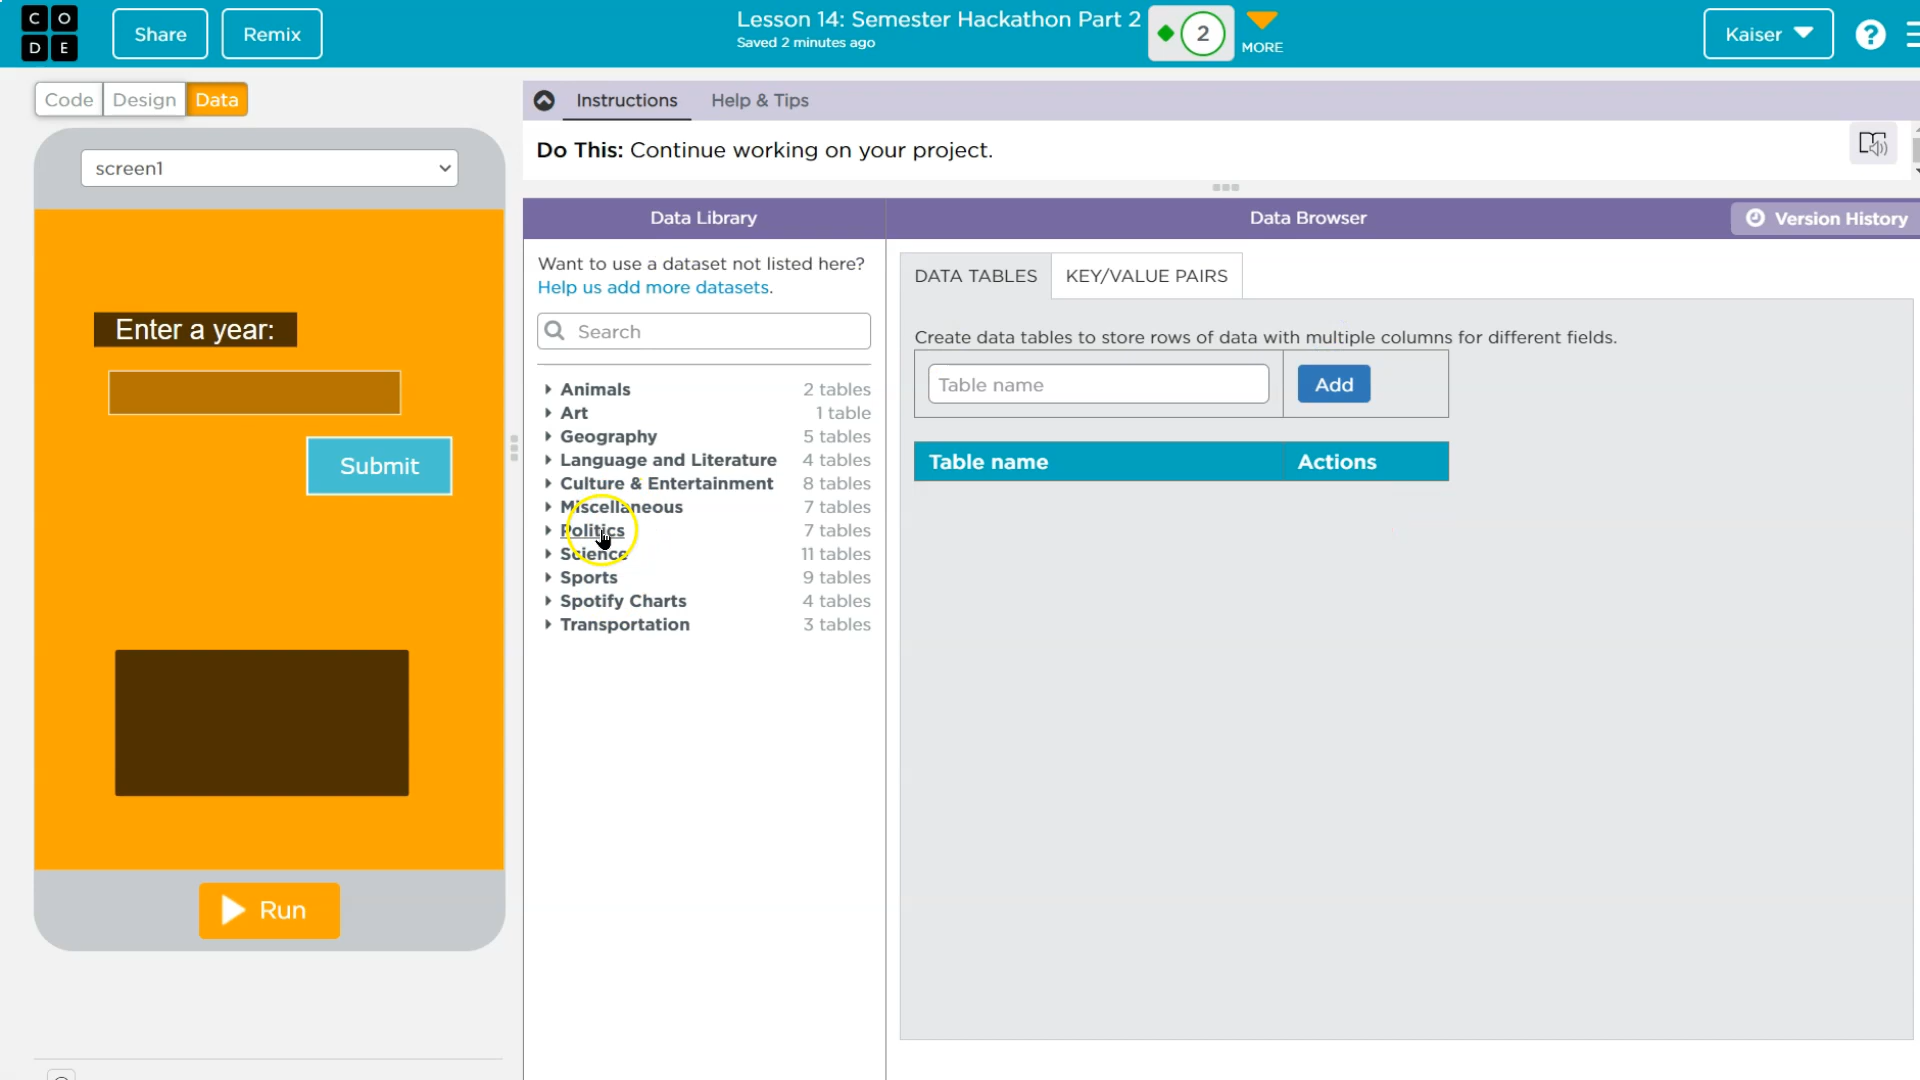 C O
D E
Share
Remix
Lesson 14: Semester Hackathon Part 2
Saved 2 minutes ago
2
MORE
Kaiser
?
Code
Design
Data
Instructions
Help & Tips
Do This: Continue working on your project.
screen1
Enter a year:
Submit
Run
Data Library
Want to use a dataset not listed here?
Help us add more datasets.
Search
Animals 2 tables
Art 1 table
Geography 5 tables
Language and Literature 4 tables
Culture & Entertainment 8 tables
Miscellaneous 7 tables
Politics 7 tables
Science 11 tables
Sports 9 tables
Spotify Charts 4 tables
Transportation 3 tables
Data Browser
Version History
DATA TABLES
KEY/VALUE PAIRS
Create data tables to store rows of data with multiple columns for different fields.
Table name
Add
Table name Actions